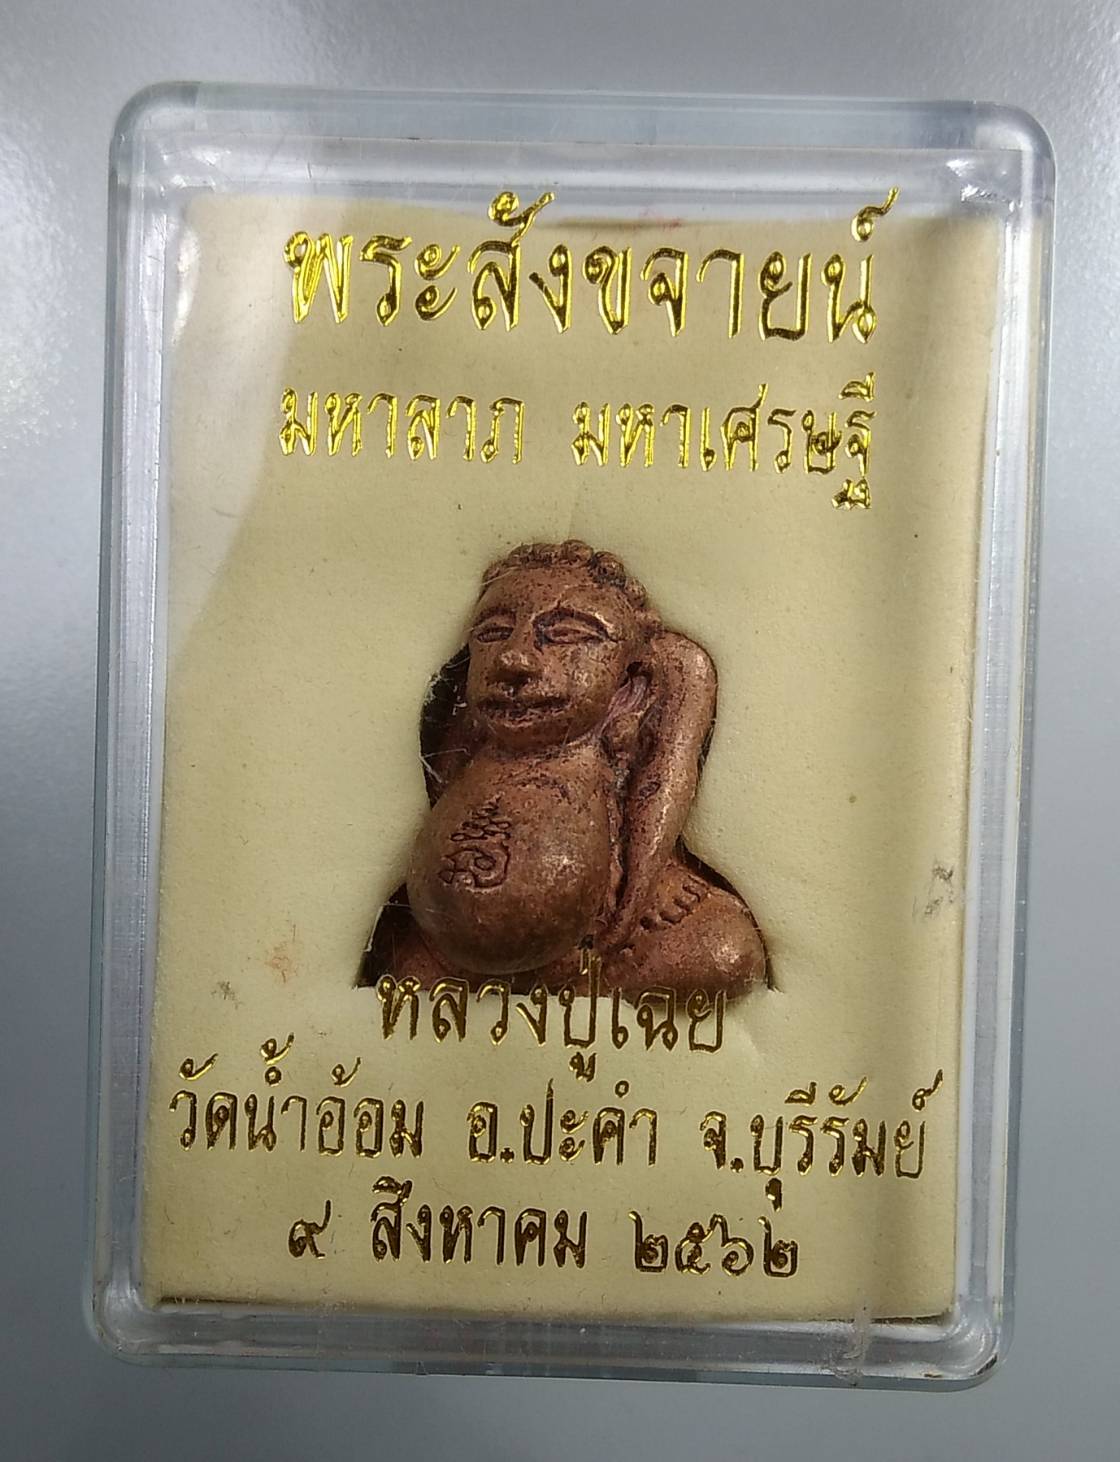 พระสังขจายน์
มหาลาภ มหาเศรษฐี
หลวงปู่เฉย
วัดน้ำอ้อม อ.ปะคำ จ.บุรีรัมย์
๙ สิงหาคม ๒๕๖๒